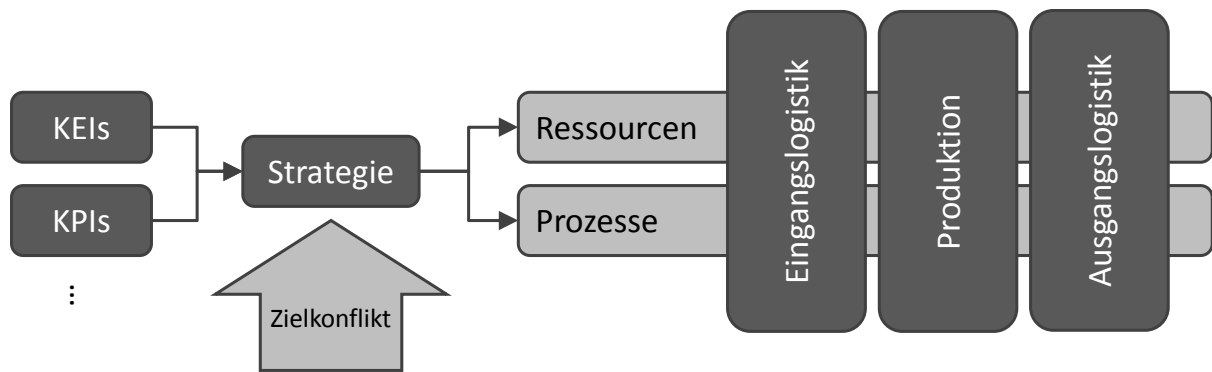 KEIs
KPIs
...
Strategie
Zielkonflikt
Ressourcen
Prozesse
Eingangslogistik
Produktion
Ausgangslogistik